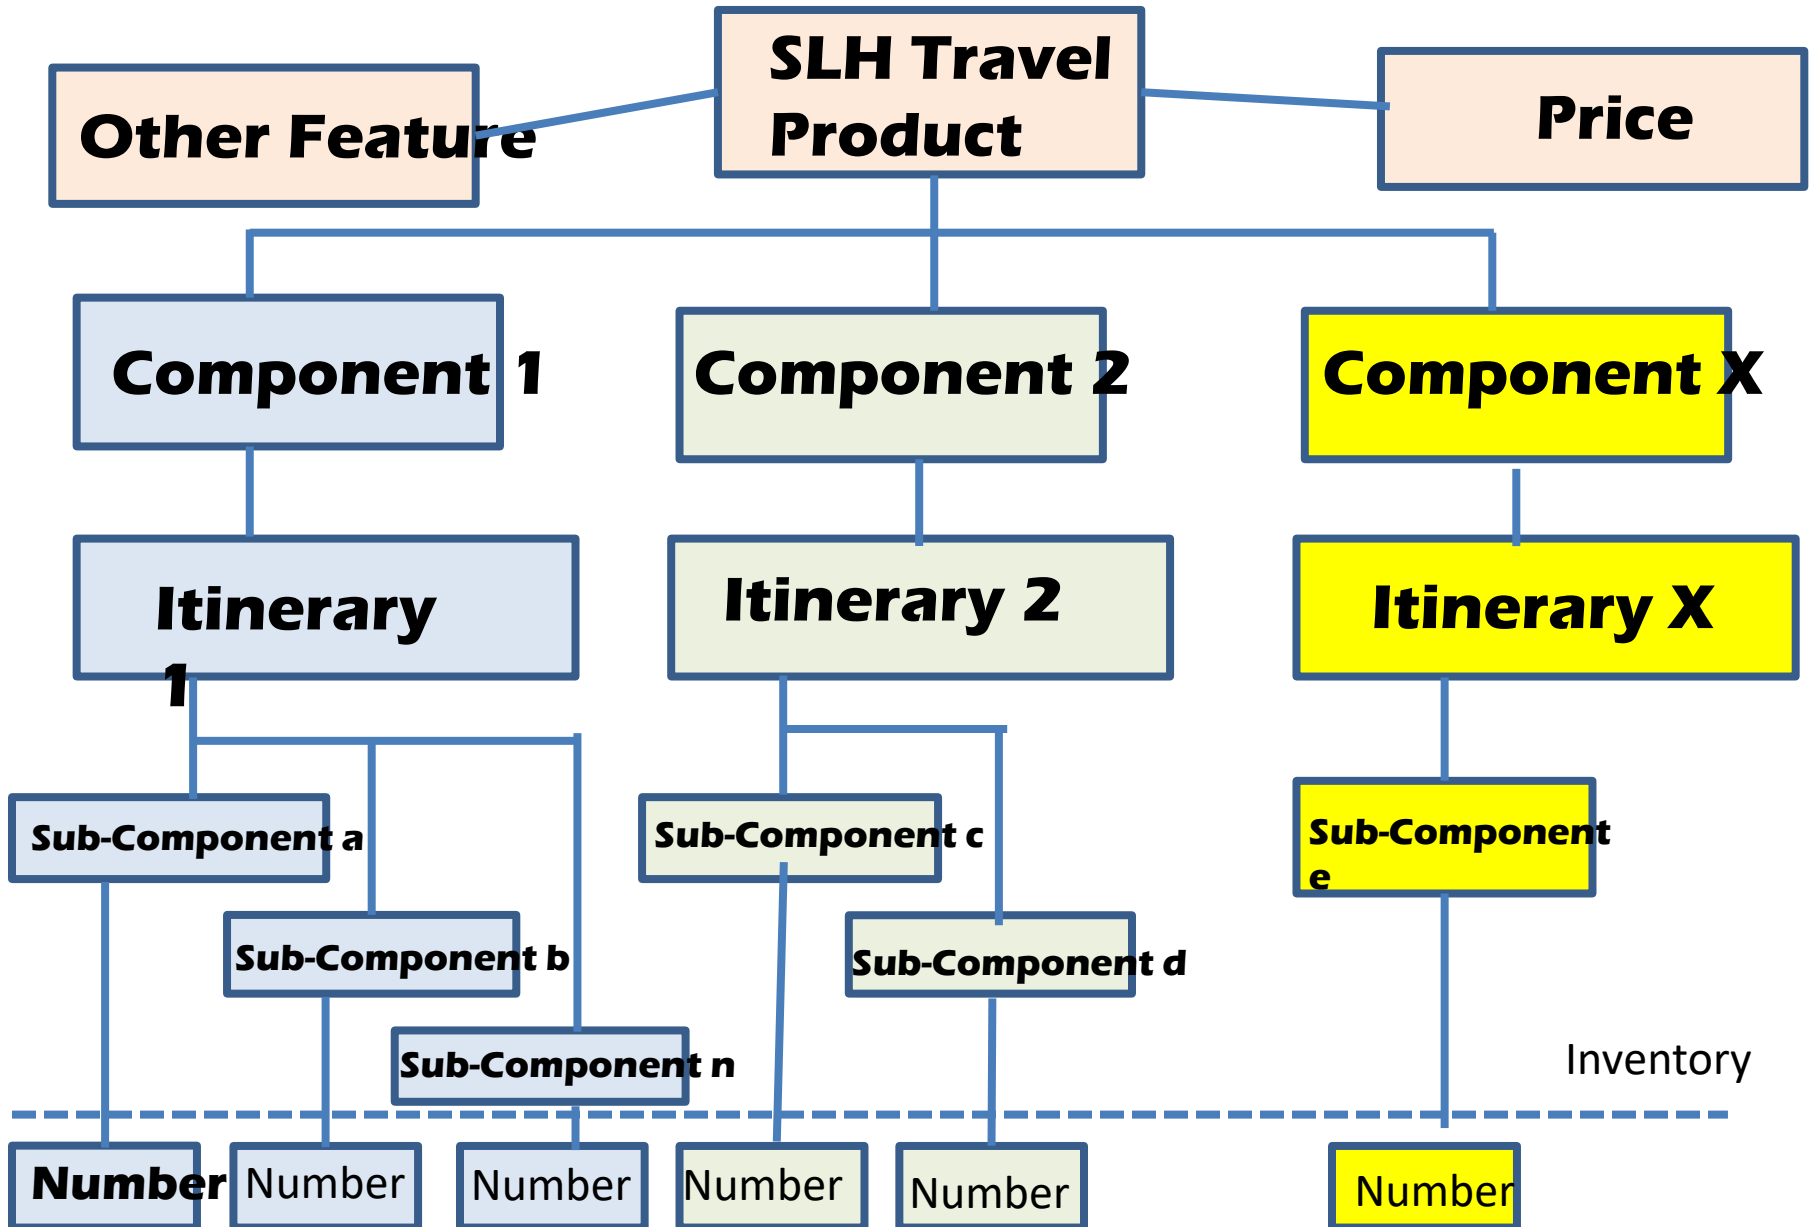 SLH Travel
Product
Other Feature
Price
Component 1
Component 2
Component X
Itinerary
1
Itinerary 2
Itinerary X
Sub-Component a
Sub-Component c
Sub-Component
e
Sub-Component b
Sub-Component d
Sub-Component n
Inventory
Number
Number
Number
Number
Number
Number